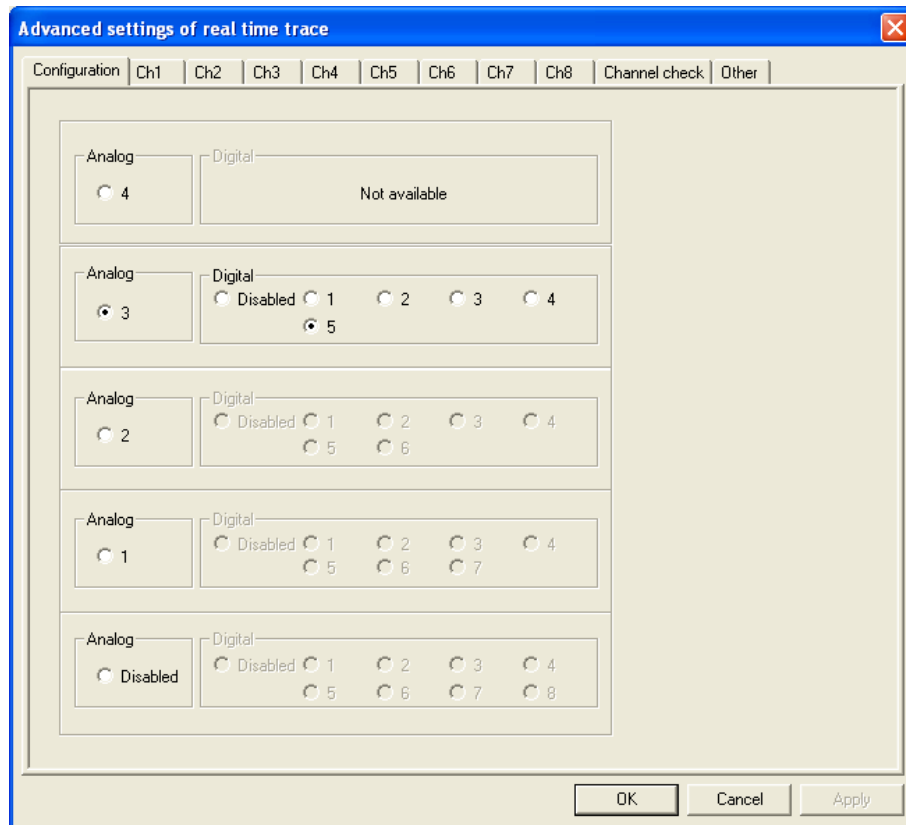 Advanced settings of real time trace
Configuration Ch1 Ch2 Ch3 Ch4 Ch5 Ch6 Ch7 Ch8 Channel check Other
Analog
4
Digital
Not available
Analog
3
Digital
Disabled 1 2 3 4
5
Analog
2
Digital
Disabled 1 2 3 4
5 6
Analog
1
Digital
Disabled 1 2 3 4
5 6 7
Analog
Disabled
Digital
Disabled 1 2 3 4
5 6 7 8
OK Cancel Apply